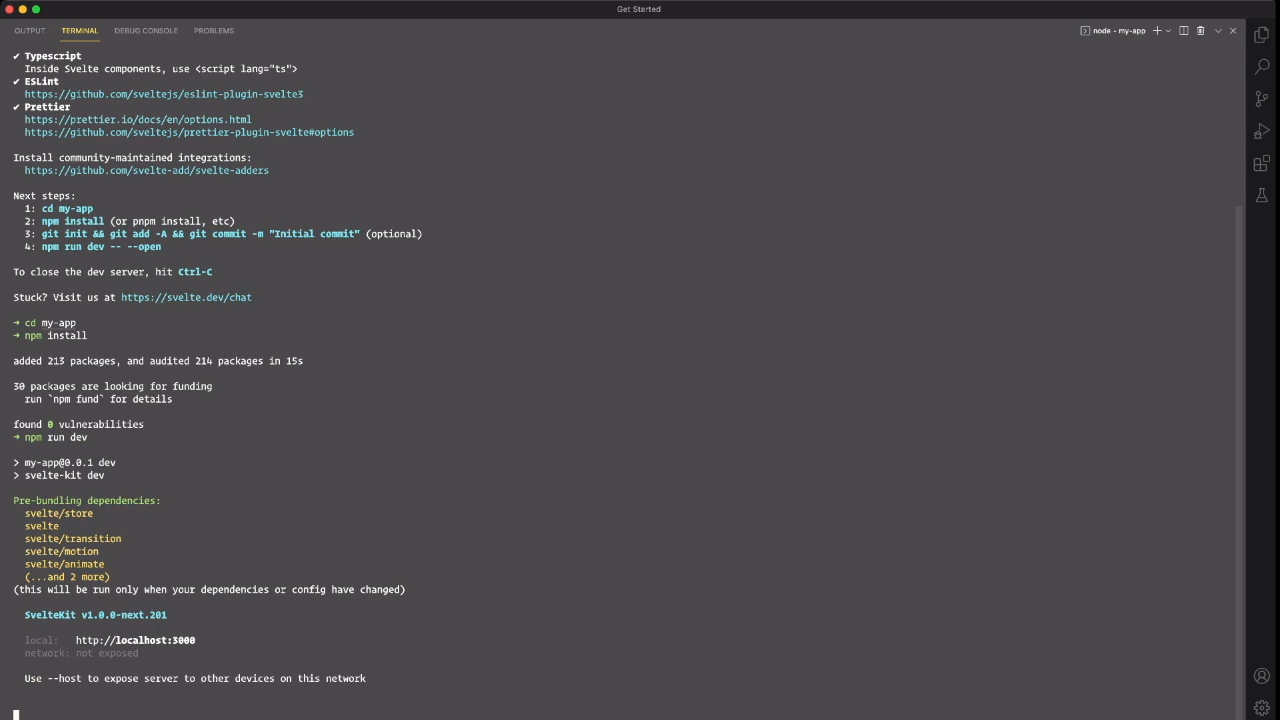 Get Started
OUTPUT TERMINAL DEBUG CONSOLE PROBLEMS node - my-app
✔ Typescript
Inside Svelte components, use <script lang="ts">
✔ ESLint
https://github.com/sveltejs/eslint-plugin-svelte3
✔ Prettier
https://prettier.io/docs/en/options.html
https://github.com/sveltejs/prettier-plugin-svelte#options
Install community-maintained integrations:
https://github.com/svelte-add/svelte-adders
Next steps:
1: cd my-app
2: npm install (or pnpm install, etc)
3: git init && git add -A && git commit -m "Initial commit" (optional)
4: npm run dev -- --open
To close the dev server, hit Ctrl-C
Stuck? Visit us at https://svelte.dev/chat
→ cd my-app
→ npm install
added 213 packages, and audited 214 packages in 15s
30 packages are looking for funding
run `npm fund` for details
found 0 vulnerabilities
→ npm run dev
> my-app@0.0.1 dev
> svelte-kit dev
Pre-bundling dependencies:
svelte/store
svelte
svelte/transition
svelte/motion
svelte/animate
(...and 2 more)
(this will be run only when your dependencies or config have changed)
SvelteKit v1.0.0-next.201
local: http://localhost:3000
network: not exposed
Use --host to expose server to other devices on this network